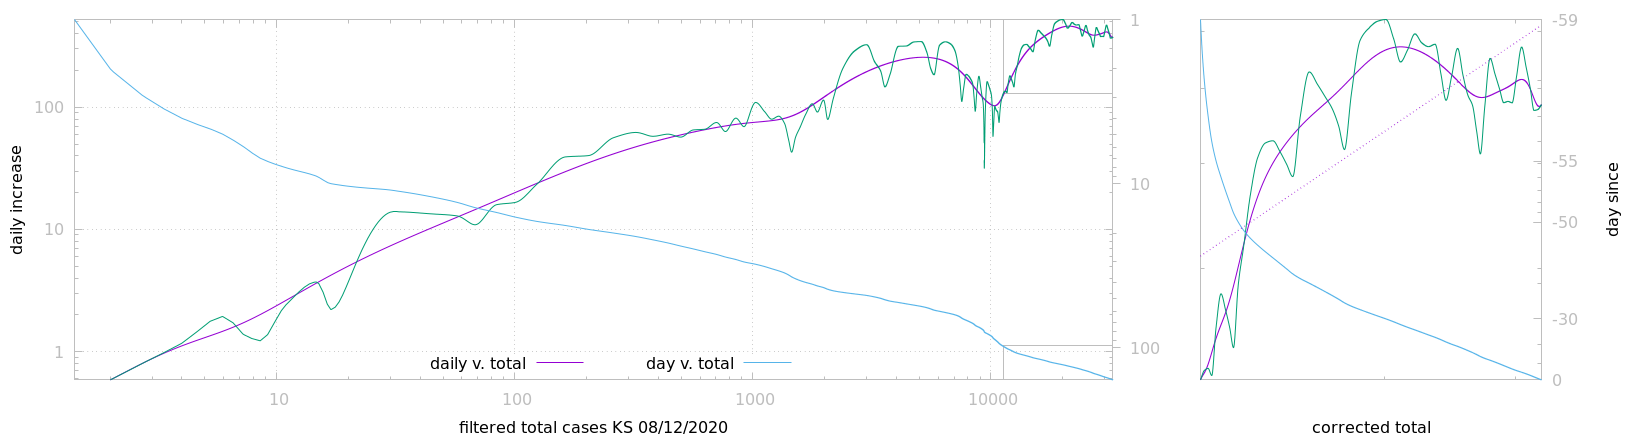 daily increase
100
10
1
10
100
1000
10000
filtered total cases KS 08/12/2020
daily v. total
day v. total
1
10
100
-59
-55
-50
-30
0
day since
corrected total